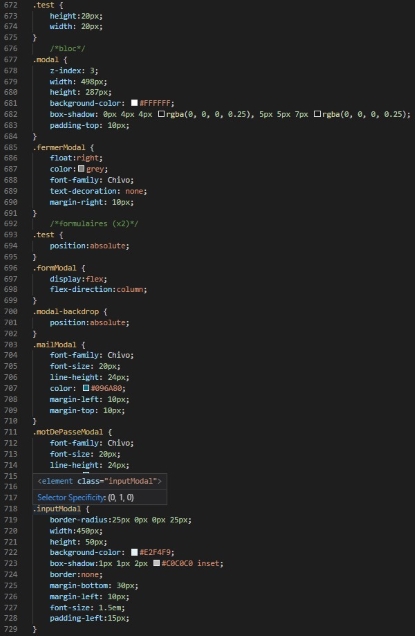 672 .test {
673 height:20px;
674 width: 20px;
675 }
676 /*bloc*/
677 .modal {
678 z-index: 3;
679 width: 498px;
680 height: 287px;
681 background-color: #FFFFFF;
682 box-shadow: 0px 4px 4px rgba(0, 0, 0, 0.25), 5px 5px 7px rgba(0, 0, 0, 0.25);
683 padding-top: 10px;
684 }
685 .fermerModal {
686 float:right;
687 color: grey;
688 font-family: Chivo;
689 text-decoration: none;
690 margin-right: 10px;
691 }
692 /*formulaires (x2)*/
693 .test {
694 position:absolute;
695 }
696 .formModal {
697 display:flex;
698 flex-direction:column;
699 }
700 .modal-backdrop {
701 position:absolute;
702 }
703 .mailModal {
704 font-family: Chivo;
705 font-size: 20px;
706 line-height: 24px;
707 color: #096A80;
708 margin-left: 10px;
709 margin-top: 10px;
710 }
711 .motDePasseModal {
712 font-family: Chivo;
713 font-size: 20px;
714 line-height: 24px;
715
716 <element class="inputModal">
717 Selector Specificity: (0, 1, 0)
718 .inputModal {
719 border-radius:25px 0px 0px 25px;
720 width:450px;
721 height: 50px;
722 background-color: #E2F4F9;
723 box-shadow:1px 1px 2px #C0C0C0 inset;
724 border:none;
725 margin-bottom: 30px;
726 margin-left: 10px;
727 font-size: 1.5em;
728 padding-left:15px;
729 }